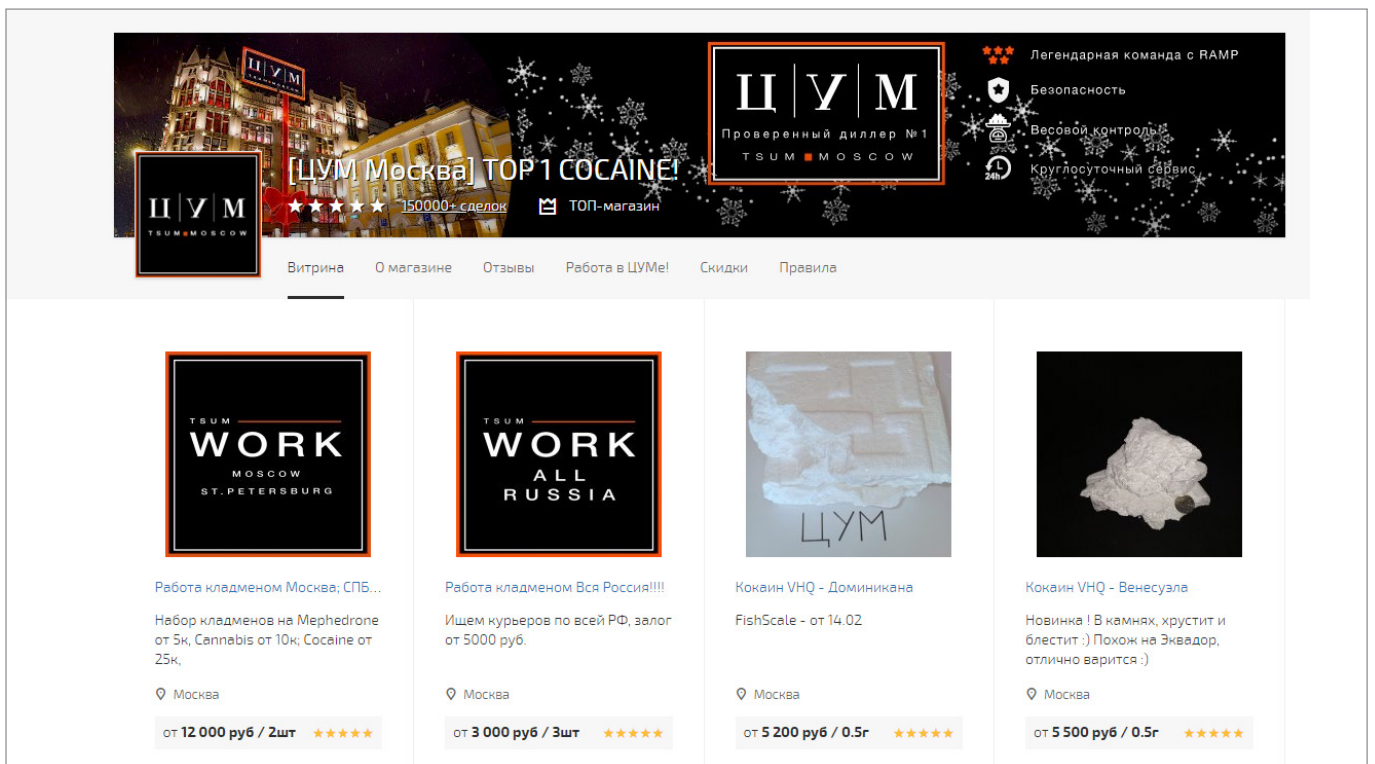 ЦУМ
TSUM MOSCOW
[ЦУМ Москва] TOP 1 COCAINE!
150000+ сделок
ТОП-магазин
ЦУМ
Проверенный диллер №1
TSUM MOSCOW
Легендарная команда с RAMP
Безопасность
Весовой контроль
24h
Круглосуточный сервис
ЦУМ
TSUM MOSCOW
Витрина
О магазине
Отзывы
Работа в ЦУМе!
Скидки
Правила
TSUM
WORK
MOSCOW
ST.PETERSBURG
Работа кладменом Москва; СПБ...
Набор кладменов на Mephedrone
от 5к, Cannabis от 10к; Cocaine от
25к,
Москва
от 12 000 руб / 2шт
TSUM
WORK
ALL
RUSSIA
Работа кладменом Вся Россия!!!!
Ищем курьеров по всей РФ, залог
от 5000 руб.
Москва
от 3 000 руб / 3шт
ЦУМ
Кокаин VHQ - Доминикана
FishScale - от 14.02
Москва
от 5 200 руб / 0.5г
Кокаин VHQ - Венесуэла
Новинка ! В камнях, хрустит и
блестит :) Похож на Эквадор,
отлично варится :)
Москва
от 5 500 руб / 0.5г